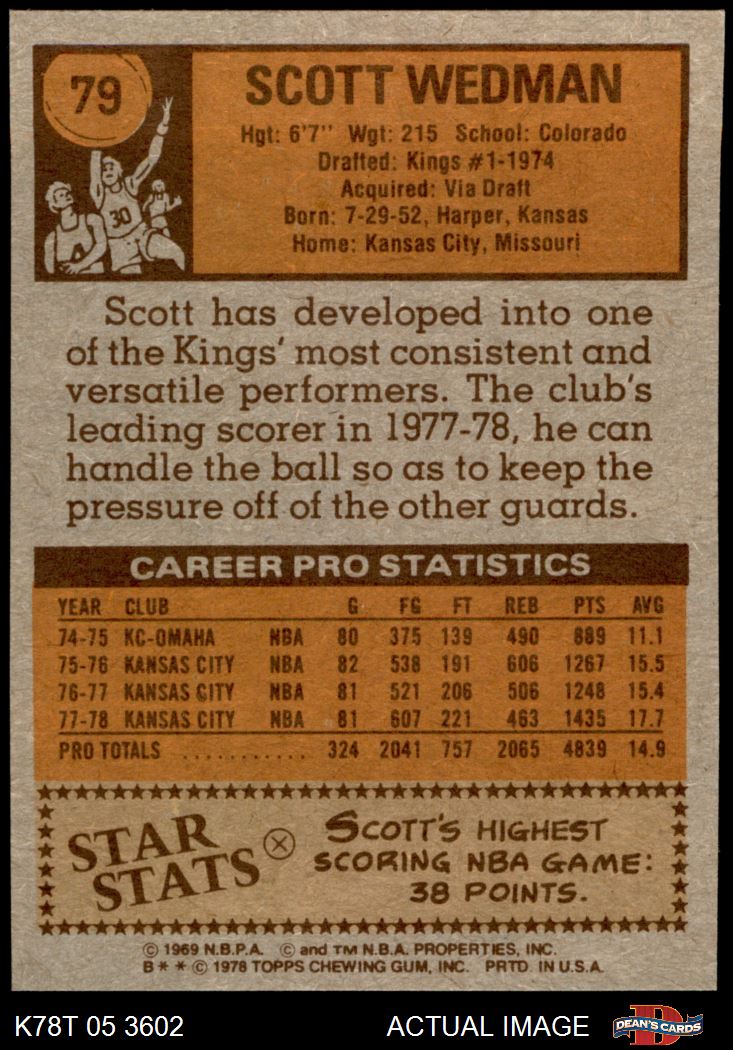 79
SCOTT WEDMAN
Hgt: 6'7" Wgt: 215 School: Colorado
Drafted: Kings #1-1974
Acquired: Via Draft
Born: 7-29-52, Harper, Kansas
Home: Kansas City, Missouri
30
4
Scott has developed into one
of the Kings' most consistent and
versatile performers. The club's
leading scorer in 1977-78, he can
handle the ball so as to keep the
pressure off of the other guards.
CAREER PRO STATISTICS
YEAR CLUB G FG FT REB PTS AVG
74-75 KC-OMAHA NBA 80 375 139 490 889 11.1
75-76 KANSAS CITY NBA 82 538 191 606 1267 15.5
76-77 KANSAS CITY NBA 81 521 206 506 1248 15.4
77-78 KANSAS CITY NBA 81 607 221 463 1435 17.7
PRO TOTALS ........... 324 2041 757 2065 4839 14.9
STAR
STATS
SCOTT'S HIGHEST
SCORING NBA GAME:
38 POINTS.
© 1969 N.B.P.A. © and TM N.B.A. PROPERTIES, INC.
B * * © 1978 TOPPS CHEWING GUM, INC. PRTD. IN U.S.A.
K78T 05 3602 ACTUAL IMAGE
D DEAN'S CARDS